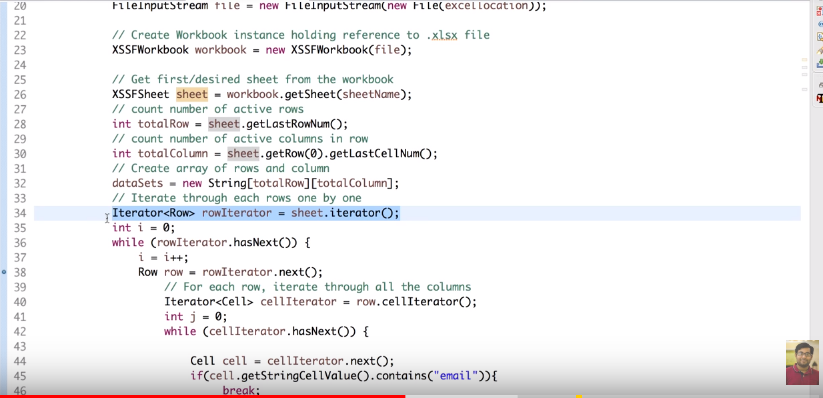 20 FileInputStream file = new FileInputStream(new File(excellocation));
21
22 // Create Workbook instance holding reference to .xlsx file
23 XSSFWorkbook workbook = new XSSFWorkbook(file);
24
25 // Get first/desired sheet from the workbook
26 XSSFSheet sheet = workbook.getSheet(sheetName);
27 // count number of active rows
28 int totalRow = sheet.getLastRowNum();
29 // count number of active columns in row
30 int totalColumn = sheet.getRow(0).getLastCellNum();
31 // Create array of rows and column
32 dataSets = new String[totalRow][totalColumn];
33 // Iterate through each rows one by one
34 Iterator<Row> rowIterator = sheet.iterator();
35 int i = 0;
36 while (rowIterator.hasNext()) {
37 i = i++;
38 Row row = rowIterator.next();
39 // For each row, iterate through all the columns
40 Iterator<Cell> cellIterator = row.cellIterator();
41 int j = 0;
42 while (cellIterator.hasNext()) {
43
44 Cell cell = cellIterator.next();
45 if(cell.getStringCellValue().contains("email")){
46 break;